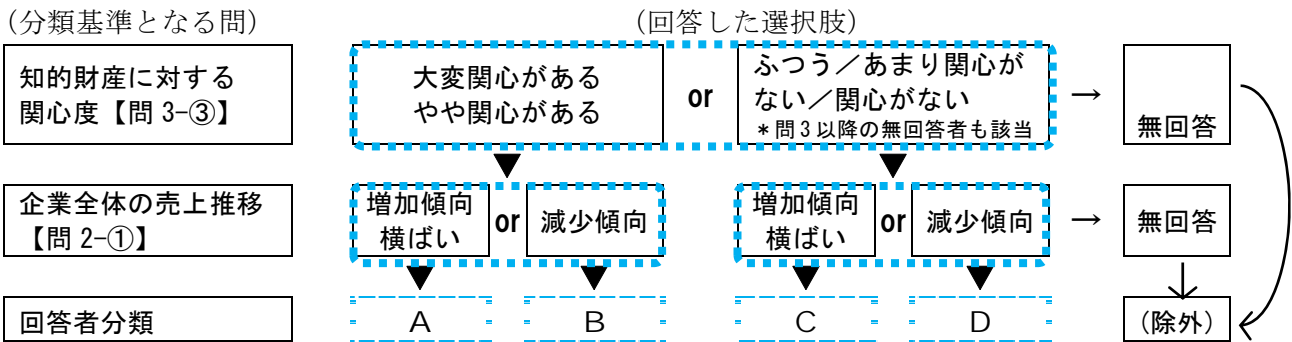 (分類基準となる問)
(回答した選択肢)
知的財産に対する
関心度【問 3-③】
大変関心がある
やや関心がある
or
ふつう/あまり関心が
ない/関心がない
*問3以降の無回答者も該当
→
無回答
企業全体の売上推移
【問 2-①】
増加傾向
横ばい
or
減少傾向
増加傾向
横ばい
or
減少傾向
→
無回答
回答者分類
A
B
C
D
(除外)